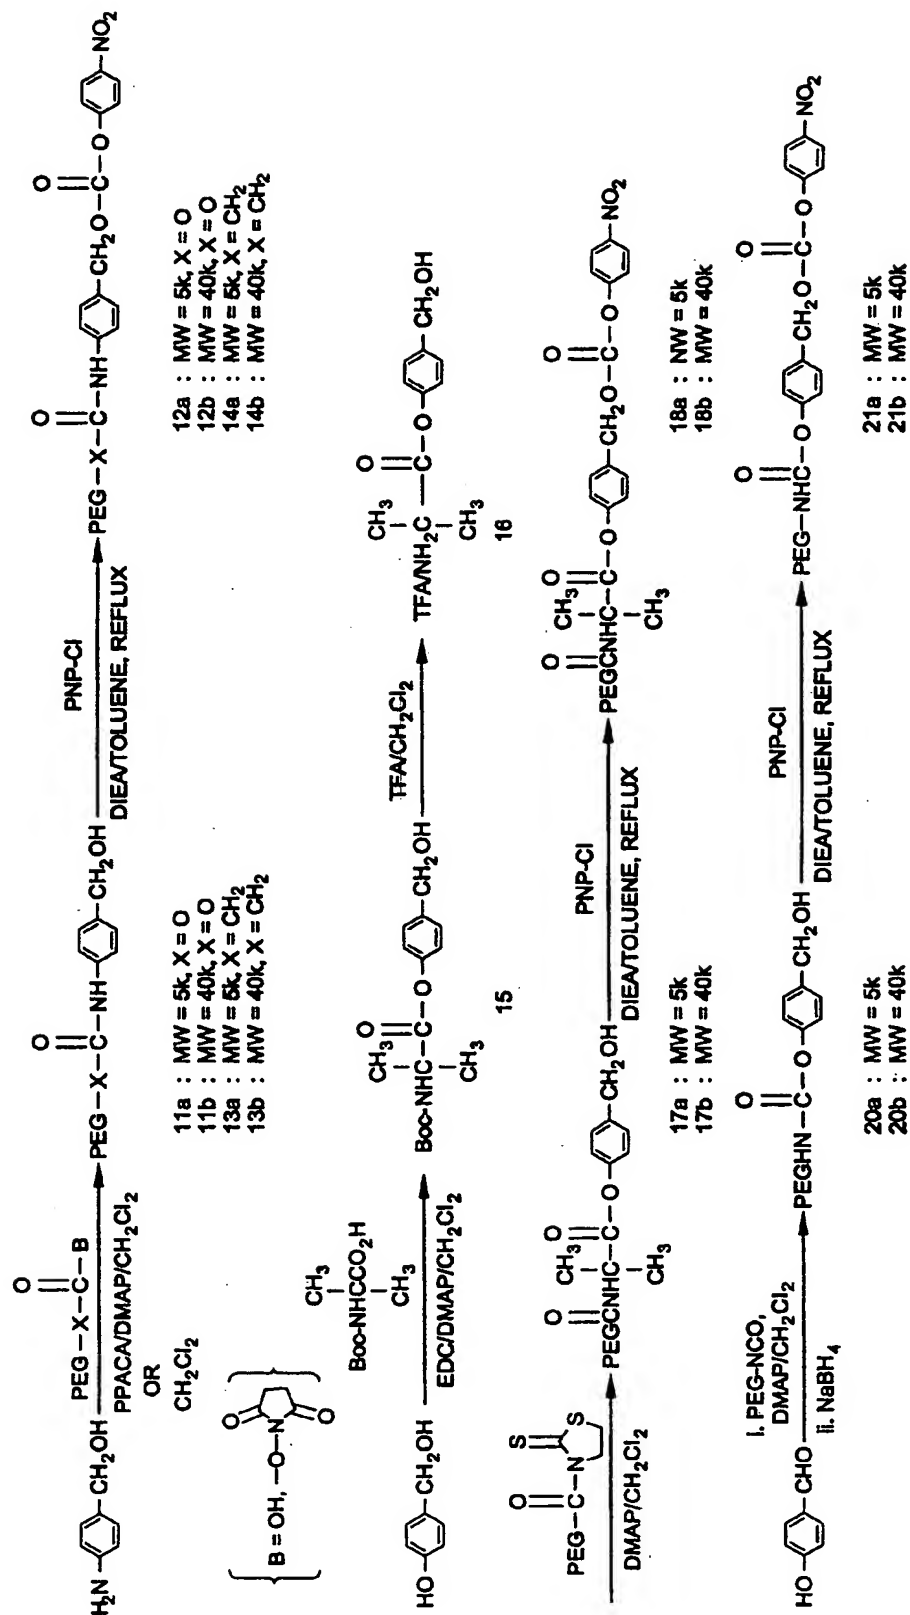 H2N CH2OH
PEG-X-C-B
O
PPACA/DMAP/CH2Cl2
OR
CH2Cl2
{ B = OH, -O-N O O }
PEG-X-C-NH CH2OH
O
11a : MW = 5k, X = O
11b : MW = 40k, X = O
13a : MW = 5k, X = CH2
13b : MW = 40k, X = CH2
PNP-Cl
DIEA/TOLUENE, REFLUX
PEG-X-C-NH CH2O-C-O NO2
O O
12a : MW = 5k, X = O
12b : MW = 40k, X = O
14a : MW = 5k, X = CH2
14b : MW = 40k, X = CH2
HO CH2OH
CH3
Boc-NHCCO2H
CH3
EDC/DMAP/CH2Cl2
CH3 O
Boc-NHC-C-O CH2OH
CH3
15
TFA/CH2Cl2
CH3 O
TFA/NH2C-C-O CH2OH
CH3
16
O S
PEG-C-N S
DMAP/CH2Cl2
O CH3 O
PEGCNHC-C-O CH2OH
CH3
17a : MW = 5k
17b : MW = 40k
PNP-Cl
DIEA/TOLUENE, REFLUX
O CH3 O O
PEGCNHC-C-O CH2O-C-O NO2
CH3
18a : NW = 5k
18b : MW = 40k
HO CHO
i. PEG-NCO,
DMAP/CH2Cl2
ii. NaBH4
O
PEGHN-C-O CH2OH
20a : MW = 5k
20b : MW = 40k
PNP-Cl
DIEA/TOLUENE, REFLUX
O O
PEG-NHC-O CH2O-C-O NO2
21a : MW = 5k
21b : MW = 40k